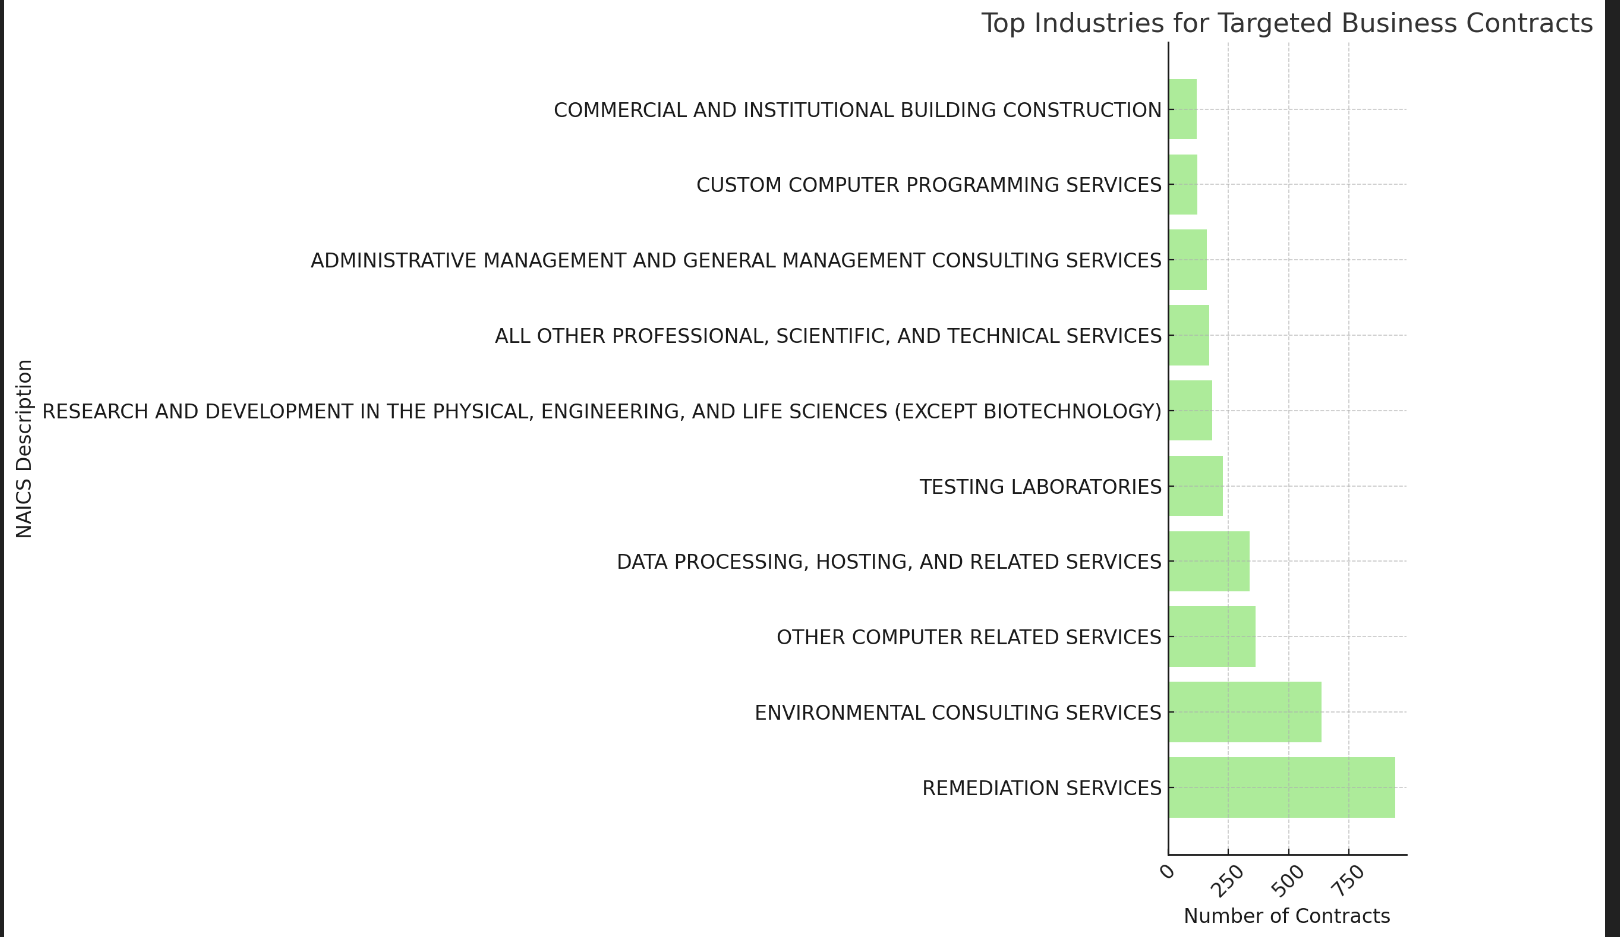 Top Industries for Targeted Business Contracts
COMMERCIAL AND INSTITUTIONAL BUILDING CONSTRUCTION
CUSTOM COMPUTER PROGRAMMING SERVICES
ADMINISTRATIVE MANAGEMENT AND GENERAL MANAGEMENT CONSULTING SERVICES
ALL OTHER PROFESSIONAL, SCIENTIFIC, AND TECHNICAL SERVICES
NAICS Description
RESEARCH AND DEVELOPMENT IN THE PHYSICAL, ENGINEERING, AND LIFE SCIENCES (EXCEPT BIOTECHNOLOGY)
TESTING LABORATORIES
DATA PROCESSING, HOSTING, AND RELATED SERVICES
OTHER COMPUTER RELATED SERVICES
ENVIRONMENTAL CONSULTING SERVICES
REMEDIATION SERVICES
0 250 500 750
Number of Contracts